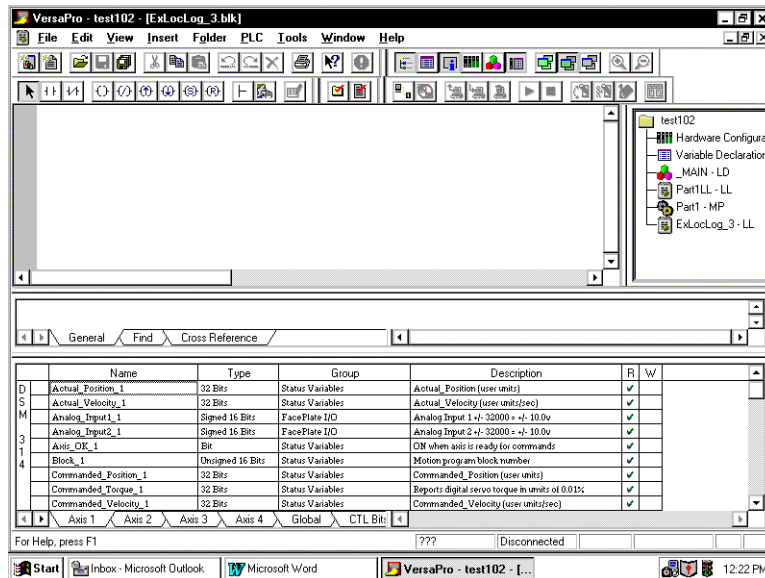 VersaPro - test102 - [ExLocLog_3.blk]
File Edit View Insert Folder PLC Tools Window Help
test102
Hardware Configura
Variable Declaration
_MAIN - LD
Part1LL - LL
Part1 - MP
ExLocLog_3 - LL
General Find Cross Reference
Name Type Group Description R W
DSM 314
Actual_Position_1 32 Bits Status Variables Actual_Position (user units)
Actual_Velocity_1 32 Bits Status Variables Actual_Velocity (user units/sec)
Analog_Input1_1 Signed 16 Bits FacePlate I/O Analog Input 1 +/- 32000 = +/- 10.0v
Analog_Input2_1 Signed 16 Bits FacePlate I/O Analog Input 2 +/- 32000 = +/- 10.0v
Axis_OK_1 Bit Status Variables ON when axis is ready for commands
Block_1 Unsigned 16 Bits Status Variables Motion program block number
Commanded_Position_1 32 Bits Status Variables Commanded_Position (user units)
Commanded_Torque_1 32 Bits Status Variables Reports digital servo torque in units of 0.01%
Commanded_Velocity_1 32 Bits Status Variables Commanded_Velocity (user units/sec)
Axis 1 Axis 2 Axis 3 Axis 4 Global CTL Bits
For Help, press F1 ??? Disconnected
Start Inbox - Microsoft Outlook Microsoft Word VersaPro - test102 - [... 12:22 PM